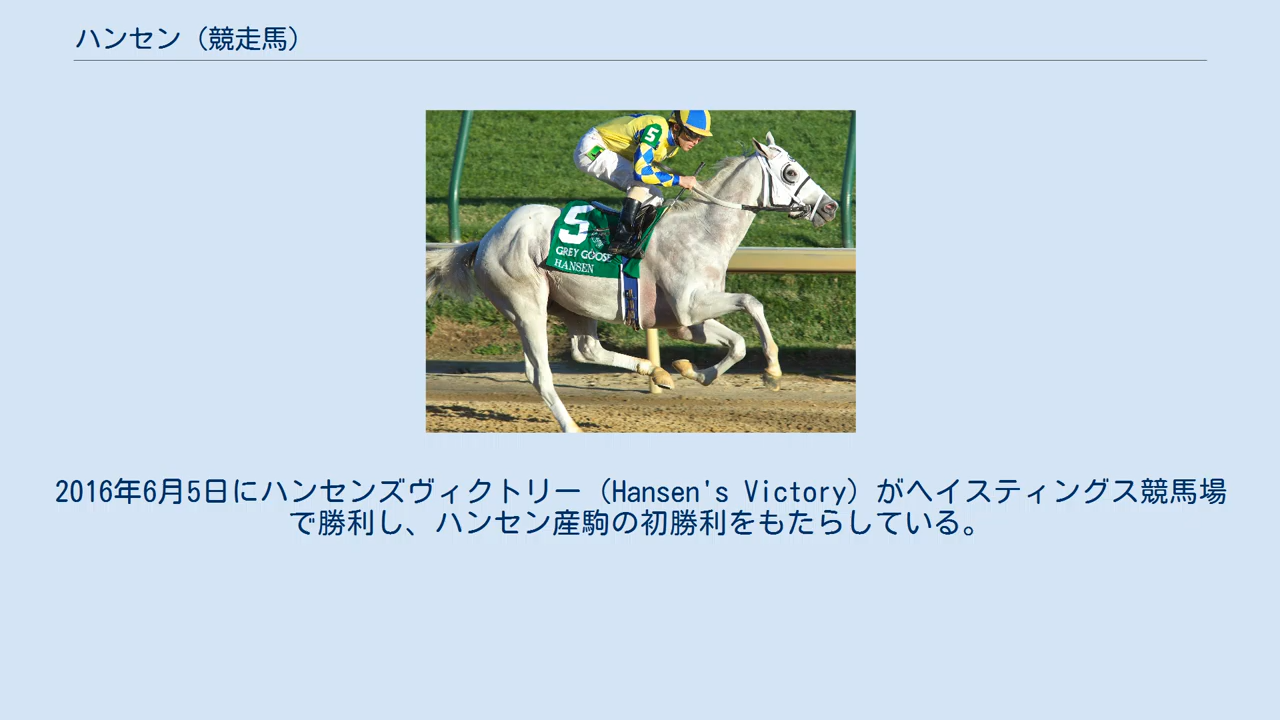 ハンセン（競走馬）
5
5
GREY GOOSE
HANSEN
2016年6月5日にハンセンズヴィクトリー（Hansen's Victory）がヘイスティングス競馬場
で勝利し、ハンセン産駒の初勝利をもたらしている。